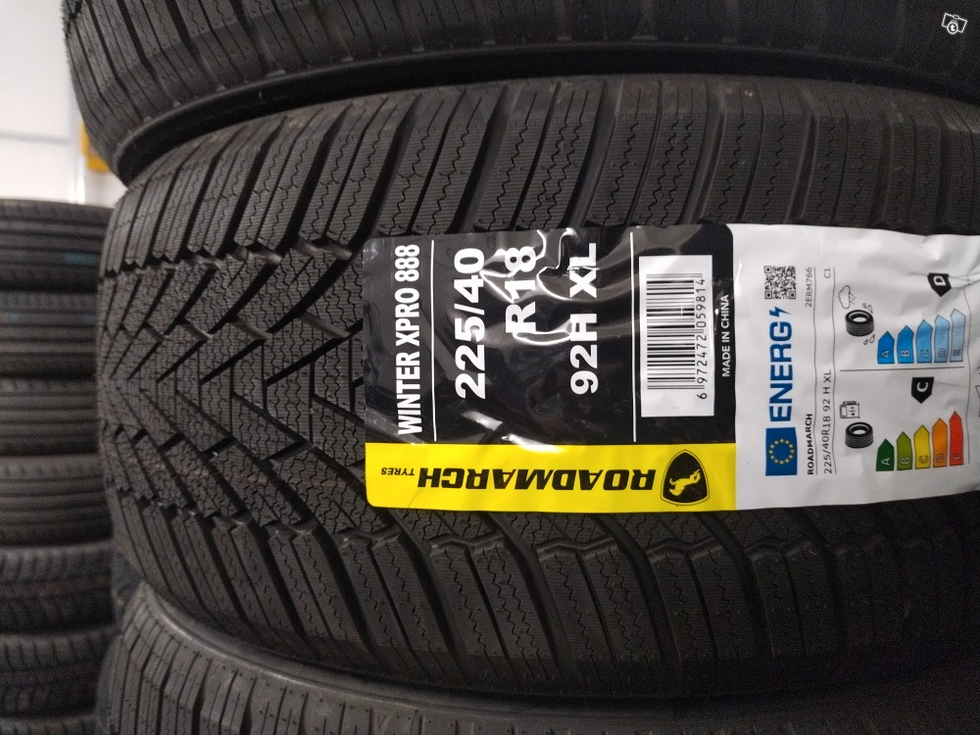 WINTER XPRO 888
225/40
R18
92H XL
6 972472 059814
MADE IN CHINA
ROADMARCH
TYRES
ENERG
ROADMARCH
225/40R18 92 H XL
2ERM766
C1
A
B
C
D
E
C
A
B
C
D
E
D